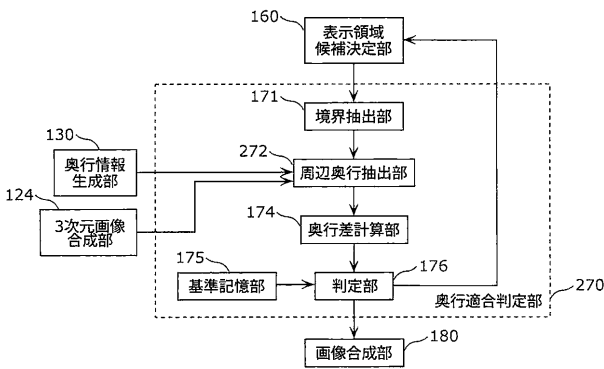 160
表示領域
候補決定部
171
境界抽出部
130
奥行情報
生成部
272
周辺奥行抽出部
124
3次元画像
合成部
174
奥行差計算部
175
基準記憶部
176
判定部
270
奥行適合判定部
180
画像合成部